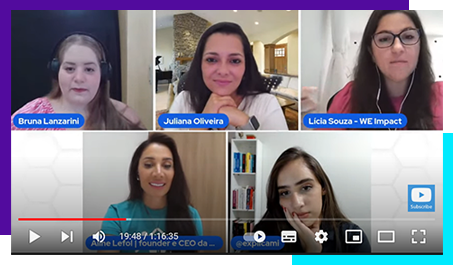 Bruna Lanzarini
Juliana Oliveira
Lícia Souza - WE Impact
Aline Lefol | founder e CEO da ...
@explicami
Subscribe
19:48 / 1:16:35